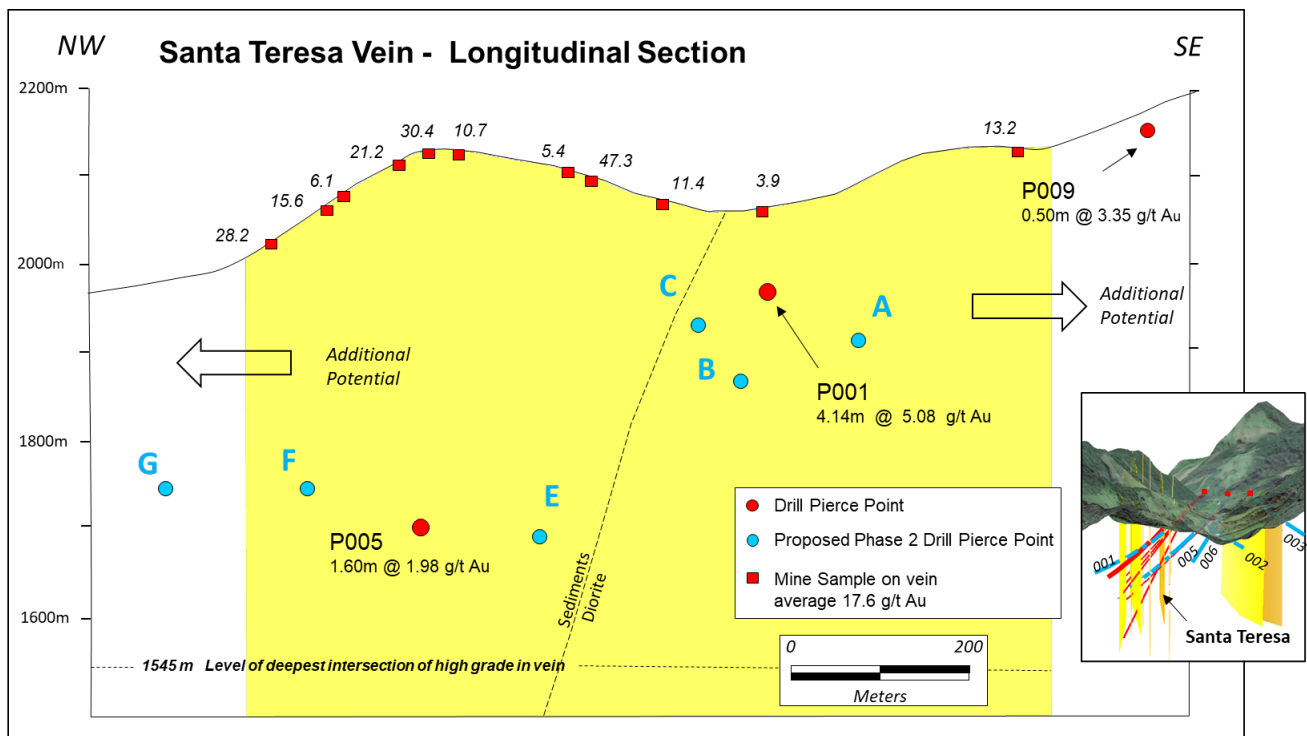 NW
Santa Teresa Vein - Longitudinal Section
SE
2200m
30.4
10.7
13.2
21.2
5.4
47.3
6.1
11.4
3.9
15.6
28.2
P009
0.50m @ 3.35 g/t Au
2000m
C
A
Additional
Potential
Additional
Potential
B
P001
4.14m @ 5.08 g/t Au
1800m
G
F
E
P005
1.60m @ 1.98 g/t Au
Sediments
Diorite
Drill Pierce Point
Proposed Phase 2 Drill Pierce Point
Mine Sample on vein
average 17.6 g/t Au
001
005
006
002
003
Santa Teresa
1600m
0
200
Meters
1545 m Level of deepest intersection of high grade in vein